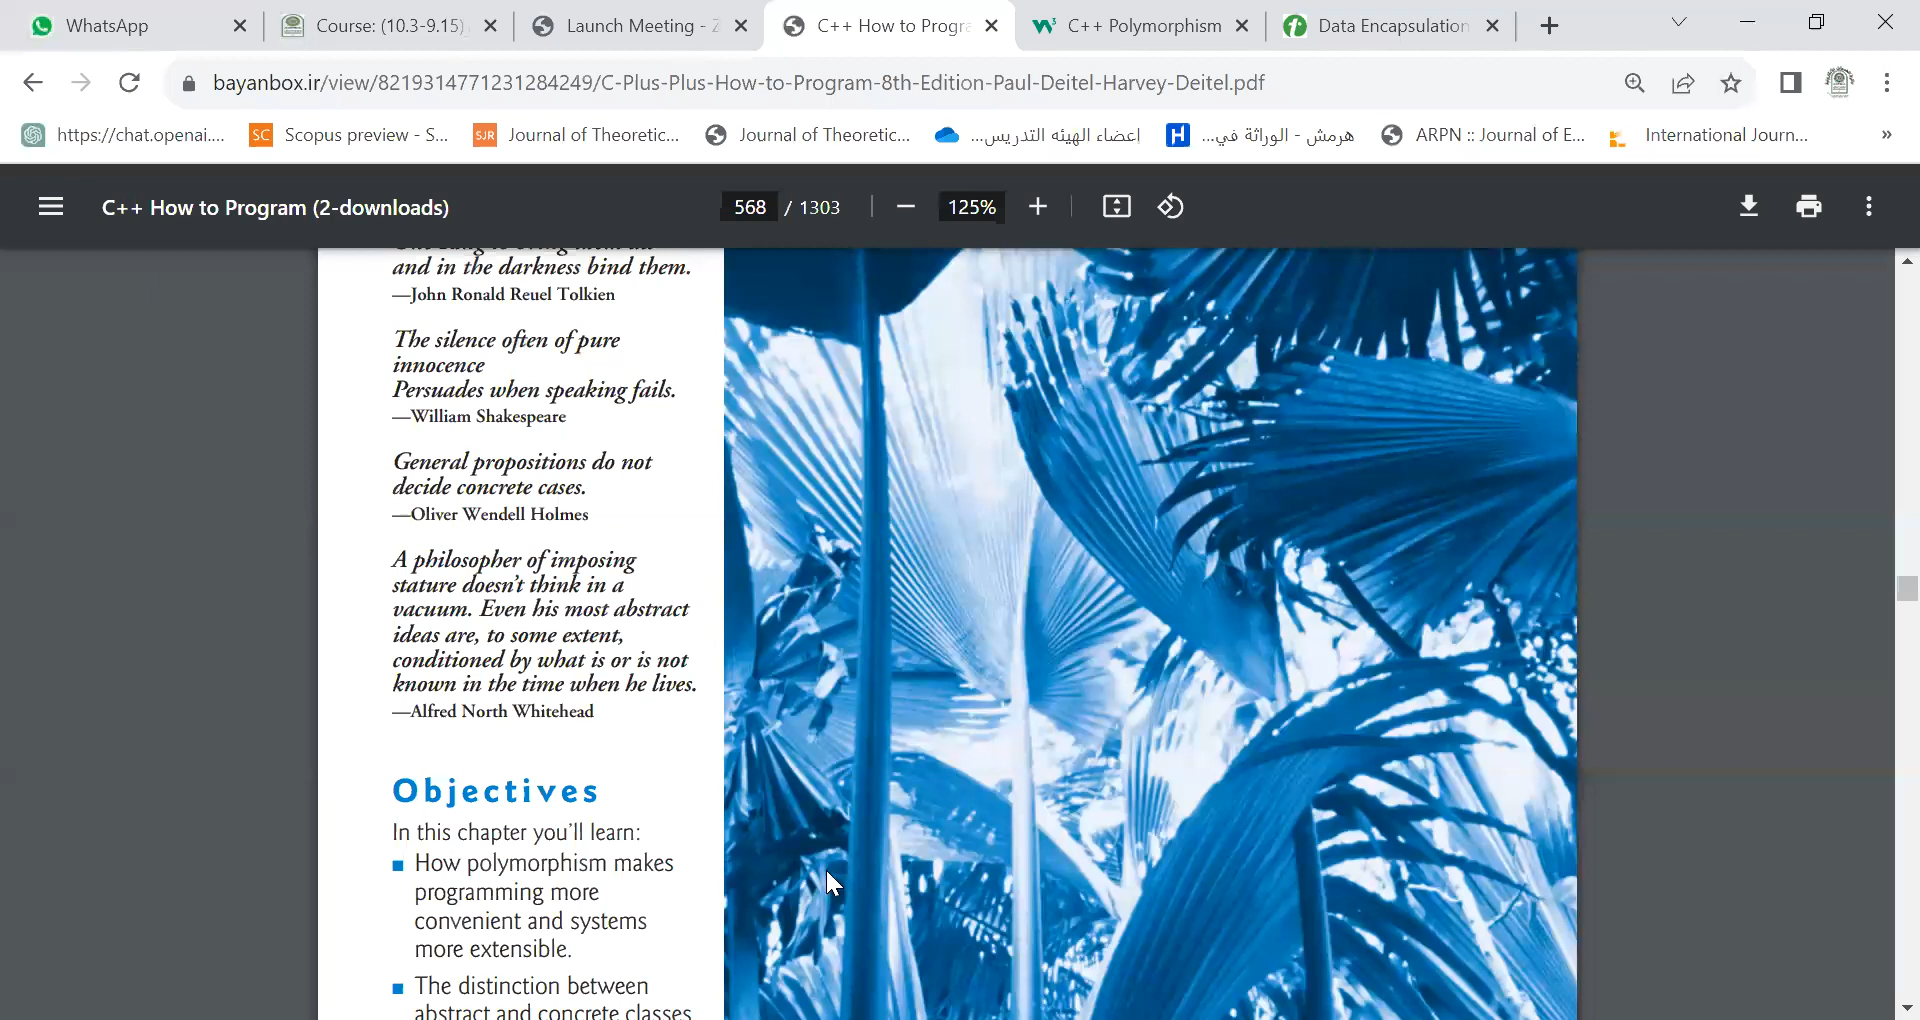 WhatsApp
Course: (10.3-9.15)
Launch Meeting - Z
C++ How to Progra
C++ Polymorphism
Data Encapsulation
bayanbox.ir/view/8219314771231284249/C-Plus-Plus-How-to-Program-8th-Edition-Paul-Deitel-Harvey-Deitel.pdf
https://chat.openai....
SC Scopus preview - S...
SJR Journal of Theoretic...
Journal of Theoretic...
اعضاء الهيئه التدريس...
H هرمش - الوراثة في...
ARPN :: Journal of E...
International Journ...
»
C++ How to Program (2-downloads)
568 / 1303
125%
and in the darkness bind them.
—John Ronald Reuel Tolkien
The silence often of pure
innocence
Persuades when speaking fails.
—William Shakespeare
General propositions do not
decide concrete cases.
—Oliver Wendell Holmes
A philosopher of imposing
stature doesn't think in a
vacuum. Even his most abstract
ideas are, to some extent,
conditioned by what is or is not
known in the time when he lives.
—Alfred North Whitehead
Objectives
In this chapter you'll learn:
■ How polymorphism makes
programming more
convenient and systems
more extensible.
■ The distinction between
abstract and concrete classes